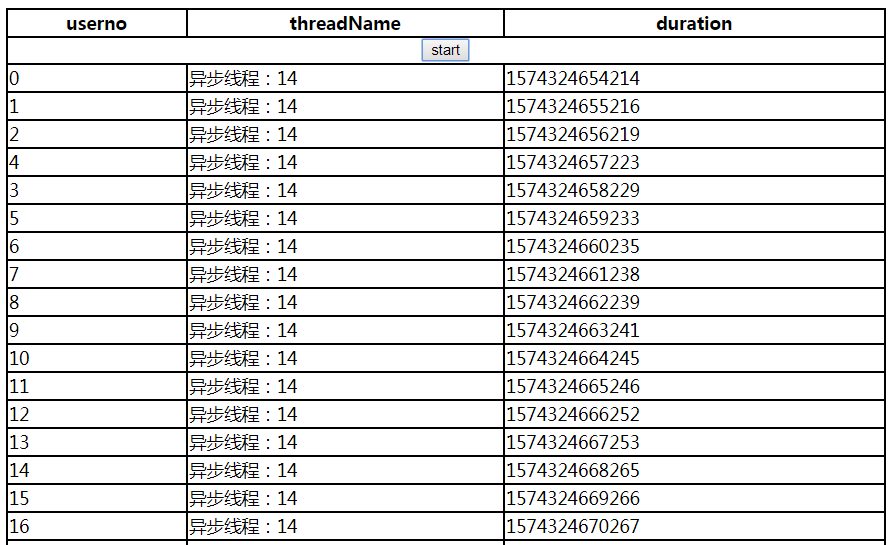 userno threadName duration
start
0 异步线程：14 1574324654214
1 异步线程：14 1574324655216
2 异步线程：14 1574324656219
4 异步线程：14 1574324657223
3 异步线程：14 1574324658229
5 异步线程：14 1574324659233
6 异步线程：14 1574324660235
7 异步线程：14 1574324661238
8 异步线程：14 1574324662239
9 异步线程：14 1574324663241
10 异步线程：14 1574324664245
11 异步线程：14 1574324665246
12 异步线程：14 1574324666252
13 异步线程：14 1574324667253
14 异步线程：14 1574324668265
15 异步线程：14 1574324669266
16 异步线程：14 1574324670267